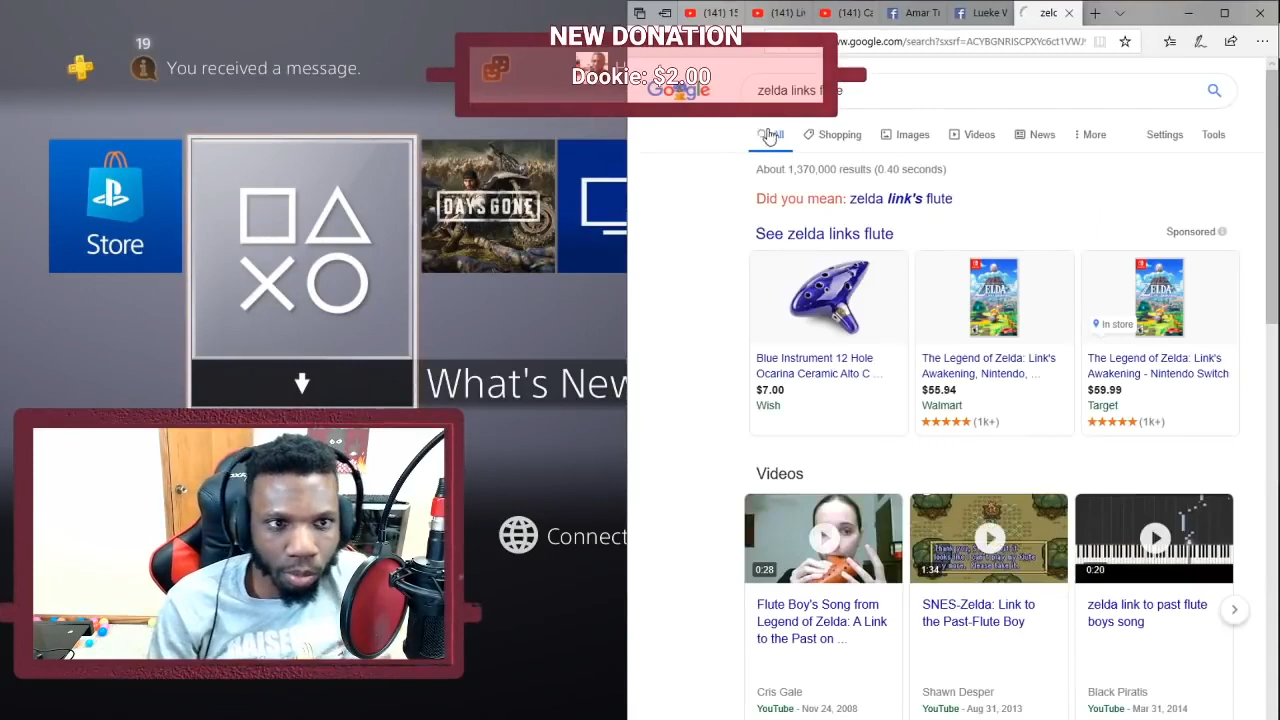 19
You received a message.
NEW DONATION
Dookie: $2.00
(141)
(141) Li
(141) Ca
Amar T
Lueke V
zelc
ww.google.com/search?sxsrf=ACYBGNRISCPXYc6ct1VWJ
Google
zelda links flute
All
Shopping
Images
Videos
News
More
Settings
Tools
About 1,370,000 results (0.40 seconds)
Did you mean: zelda link's flute
See zelda links flute
Sponsored
Store
DAYS GONE
What's New
Connect
In store
Blue Instrument 12 Hole
Ocarina Ceramic Alto C ...
$7.00
Wish
The Legend of Zelda: Link's
Awakening, Nintendo, ...
$55.94
Walmart
(1k+)
The Legend of Zelda: Link's
Awakening - Nintendo Switch
$59.99
Target
(1k+)
Videos
0:28
Flute Boy's Song from
Legend of Zelda: A Link
to the Past on ...
Cris Gale
YouTube - Nov 24, 2008
1:34
SNES-Zelda: Link to
the Past-Flute Boy
Shawn Desper
YouTube - Aug 31, 2013
0:20
zelda link to past flute
boys song
Black Piratis
YouTube - Mar 31, 2014